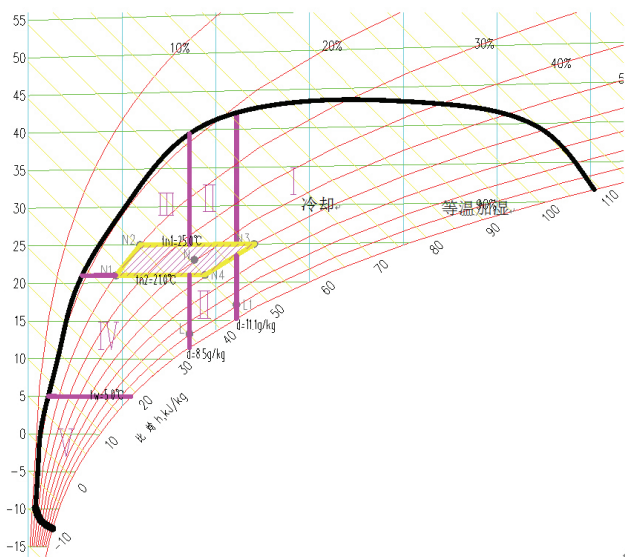 55
50
45
40
35
30
25
20
15
10
5
0
-5
-10
-15
10%
20%
30%
40%
I
II
III
冷却
等温加湿
90%
N2
tn1=25.0℃
N3
N
N1
tn2=21.0℃
N4
II
L1
d=11.1g/kg
L
d=8.5g/kg
IV
tw=5.0℃
V
比焓 h,kJ/kg
-10
0
10
20
30
40
50
60
70
80
90
100
110